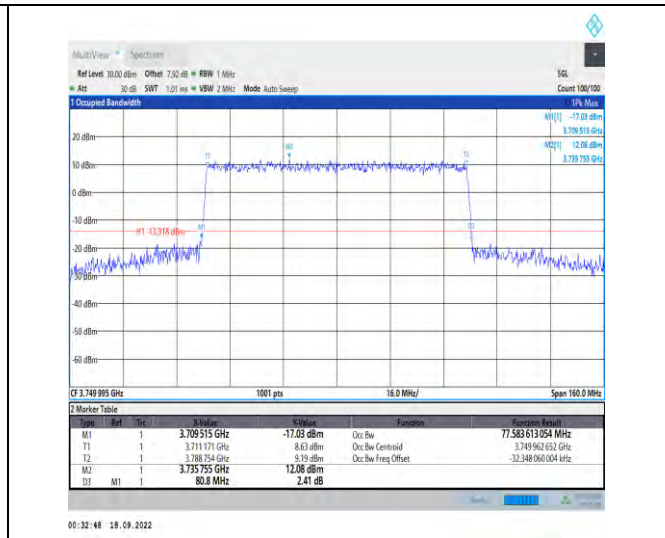 MultiView Spectrum
Ref Level 30.00 dBm Offset 7.92 dB RBW 1 MHz SGL
Att 30 dB SWT 1.01 ms VBW 2 MHz Mode Auto Sweep Count 100/100
1 Occupied Bandwidth 1Pk Max
M1[1] -17.03 dBm
3.709 515 GHz
M2[1] 12.08 dBm
3.735 755 GHz
20 dBm
M2
T1 T2
10 dBm
0 dBm
-10 dBm
H1 -13.918 dBm M1 D3
-20 dBm
-30 dBm
-40 dBm
-50 dBm
-60 dBm
CF 3.749 995 GHz 1001 pts 16.0 MHz/ Span 160.0 MHz
2 Marker Table
Type Ref Trc X-Value Y-Value Function Function Result
M1 1 3.709 515 GHz -17.03 dBm Occ Bw 77.583 613 054 MHz
T1 1 3.711 171 GHz 8.63 dBm Occ Bw Centroid 3.749 962 652 GHz
T2 1 3.788 754 GHz 9.19 dBm Occ Bw Freq Offset -32.348 060 004 kHz
M2 1 3.735 755 GHz 12.08 dBm
D3 M1 1 80.8 MHz 2.41 dB
00:32:48 18.09.2022